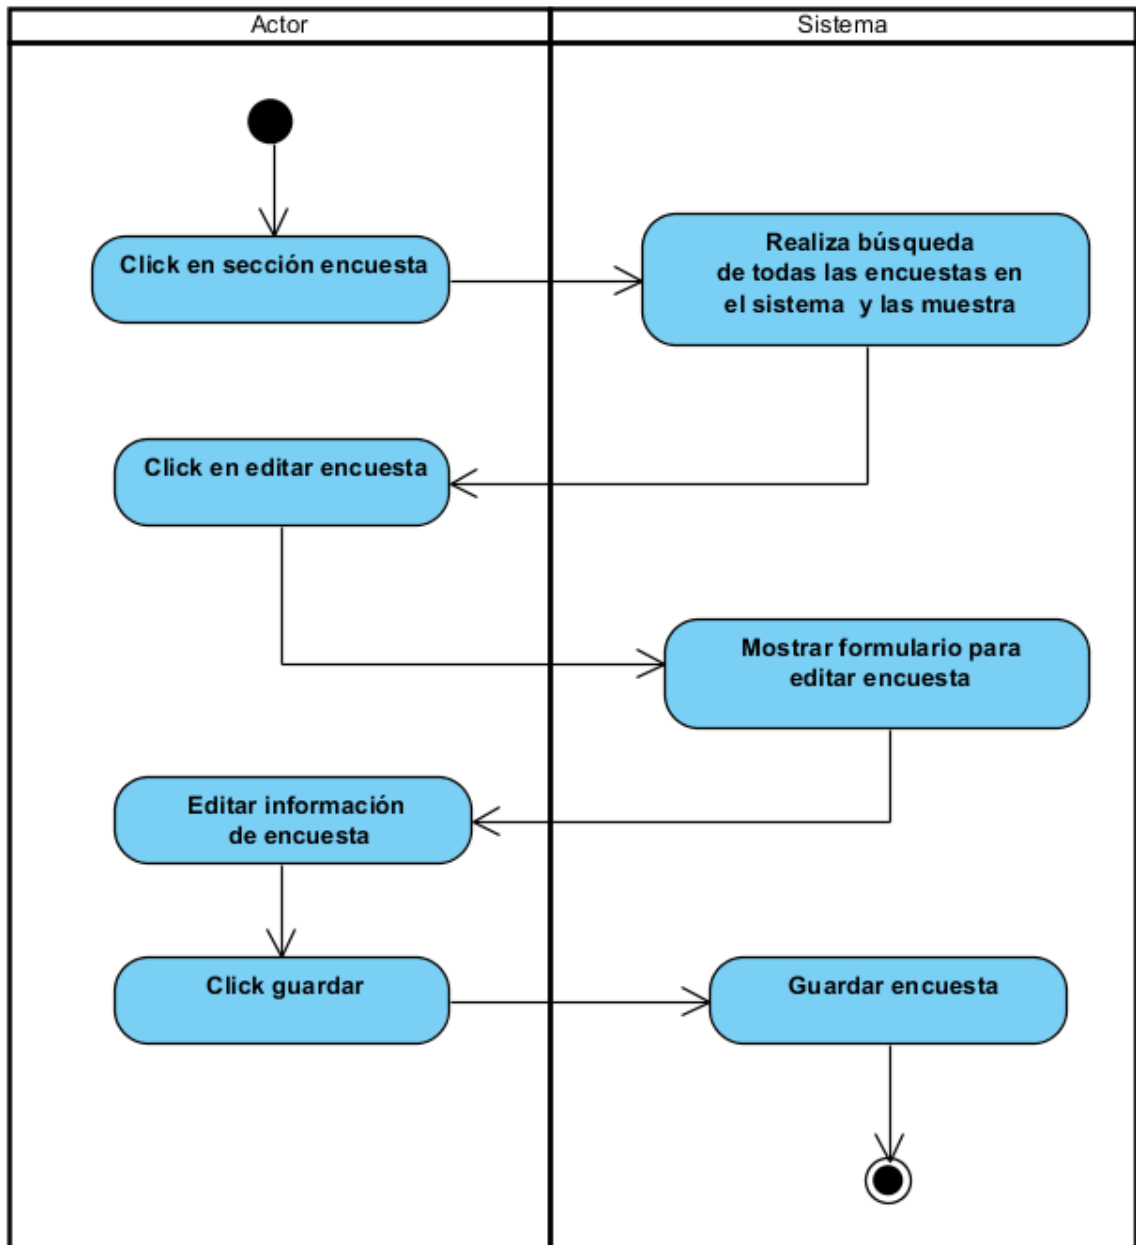 Actor
Sistema
Click en sección encuesta
Realiza búsqueda
de todas las encuestas en
el sistema y las muestra
Click en editar encuesta
Mostrar formulario para
editar encuesta
Editar información
de encuesta
Click guardar
Guardar encuesta